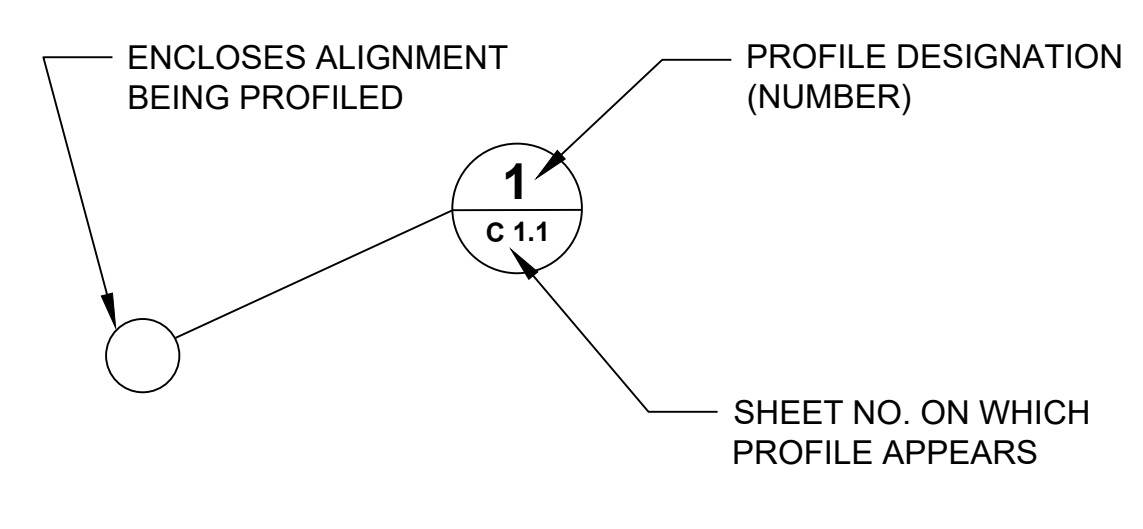 ENCLOSES ALIGNMENT
BEING PROFILED
PROFILE DESIGNATION
(NUMBER)
1
C 1.1
SHEET NO. ON WHICH
PROFILE APPEARS